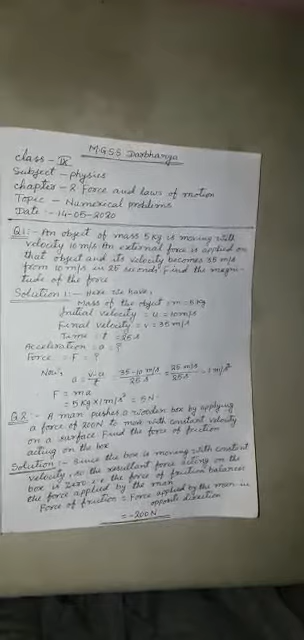 M.G.S.S Darbhanga
Class - IX
Subject - physics
chapter - 2 Force and laws of motion
Topic - Numerical problems
Date :- 14-05-2020
Q1:- An object of mass 5kg is moving with
velocity 10 m/s An external force is applied on
that object and its velocity becomes 35 m/s
from 10 m/s in 25 second. Find the magni-
tude of the force
Solution 1:- Here we have,
Mass of the object = m = 5 kg
Initial velocity = u = 10 m/s
Final velocity = v = 35 m/s
Time = t = 25 s
Acceleration = a = ?
Force = F = ?
Now, a = v-u/t = 35-10 m/s / 25 s = 25 m/s / 25 s = 1 m/s²
F = ma
= 5 kg x 1 m/s² = 5 N
Q2:- A man pushes a wooden box by applying
a force of 200N to move with constant velocity
on a surface Find the force of friction
acting on the box
Solution:- Since the box is moving with constant
velocity, so the resultant force acting on the
box is zero i.e the force of friction balances
the force applied by the man
Force of friction = Force applied by the man in
opposite direction
= -200 N